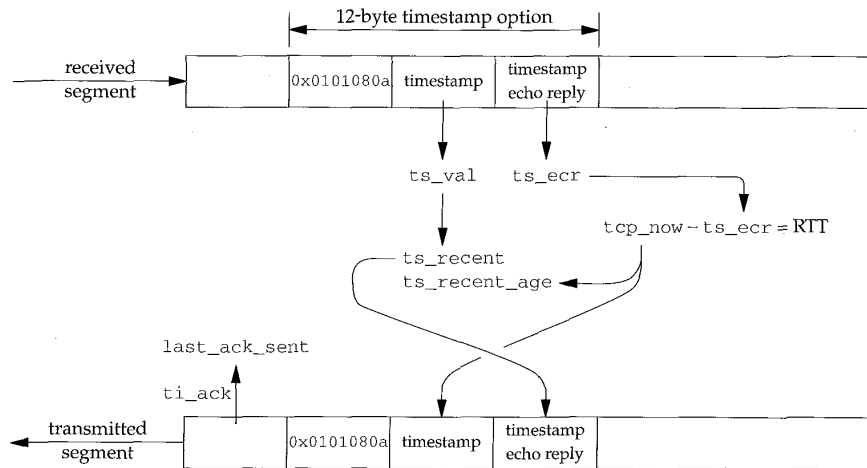 12-byte timestamp option
received
segment
0x0101080a
timestamp
timestamp
echo reply
ts_val
ts_ecr
tcp_now – ts_ecr = RTT
ts_recent
ts_recent_age
last_ack_sent
ti_ack
transmitted
segment
0x0101080a
timestamp
timestamp
echo reply